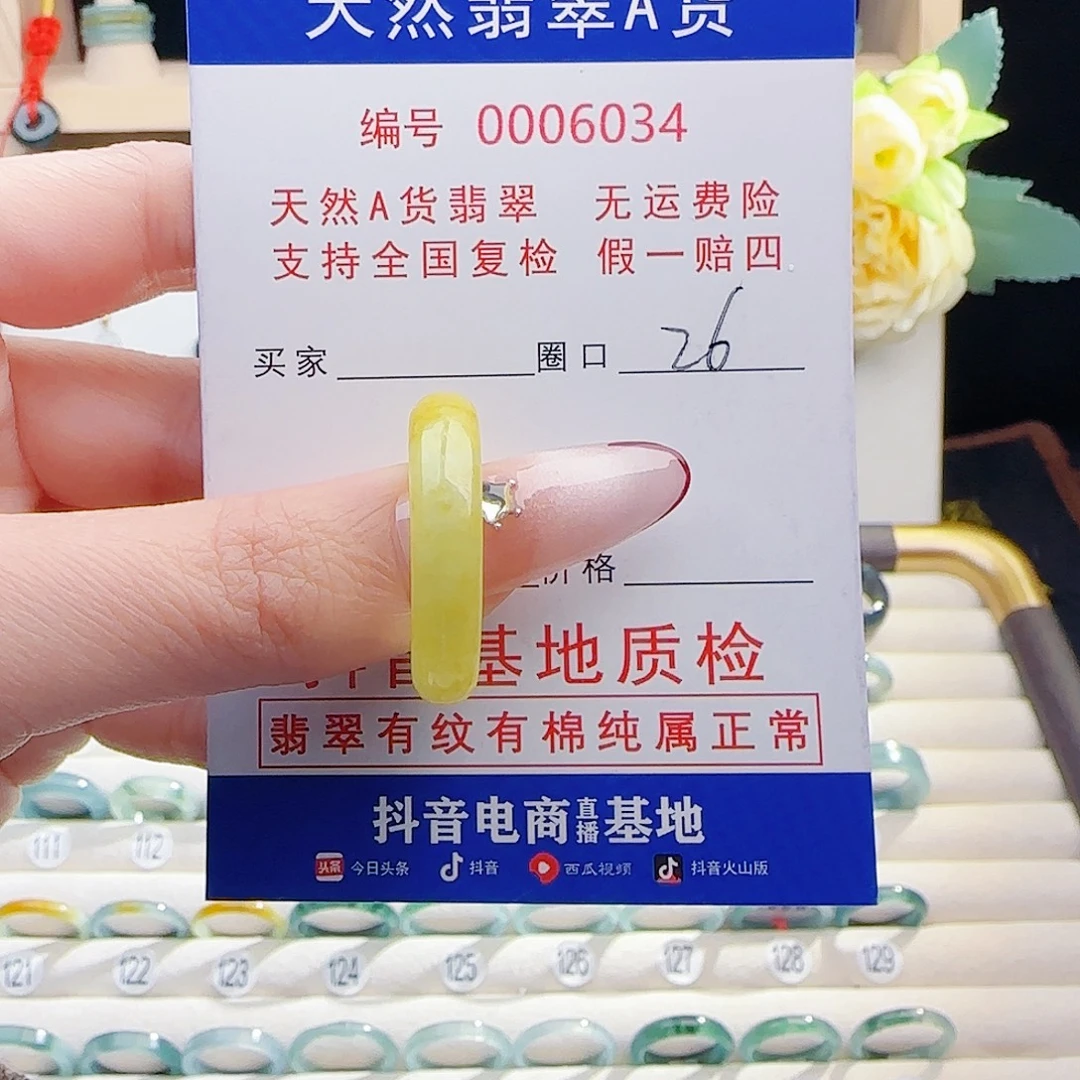 天然翡翠A货
编号 0006034
天然A货翡翠 无运费险
支持全国复检 假一赔四
买家 圈口 26
价格
抖音基地质检
翡翠有纹有棉纯属正常
抖音电商直播基地
头条 今日头条 抖音 西瓜视频 抖音火山版
111 112
121 122 123 124 125 126 127 128 129